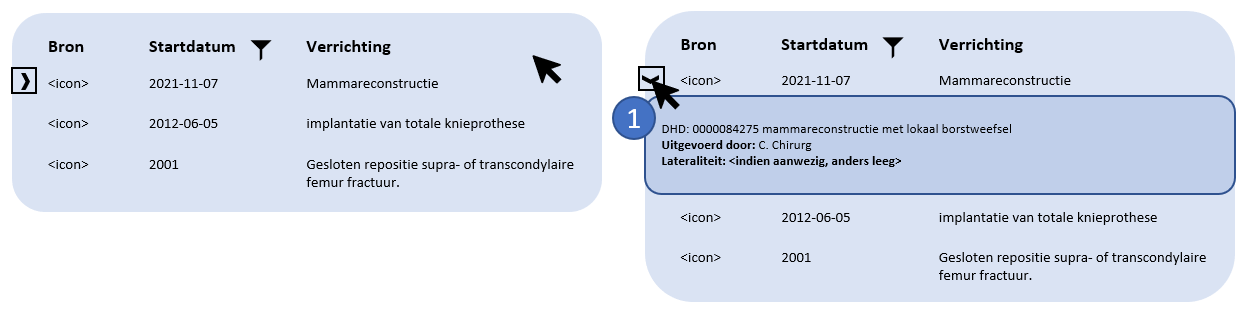 Bron Startdatum Verrichting
<icon> 2021-11-07 Mammareconstructie
<icon> 2012-06-05 implantatie van totale knieprothese
<icon> 2001 Gesloten repositie supra- of transcondylaire
femur fractuur.
Bron Startdatum Verrichting
<icon> 2021-11-07 Mammareconstructie
1
DHD: 0000084275 mammareconstructie met lokaal borstweefsel
Uitgevoerd door: C. Chirurg
Lateraliteit: <indien aanwezig, anders leeg>
<icon> 2012-06-05 implantatie van totale knieprothese
<icon> 2001 Gesloten repositie supra- of transcondylaire
femur fractuur.